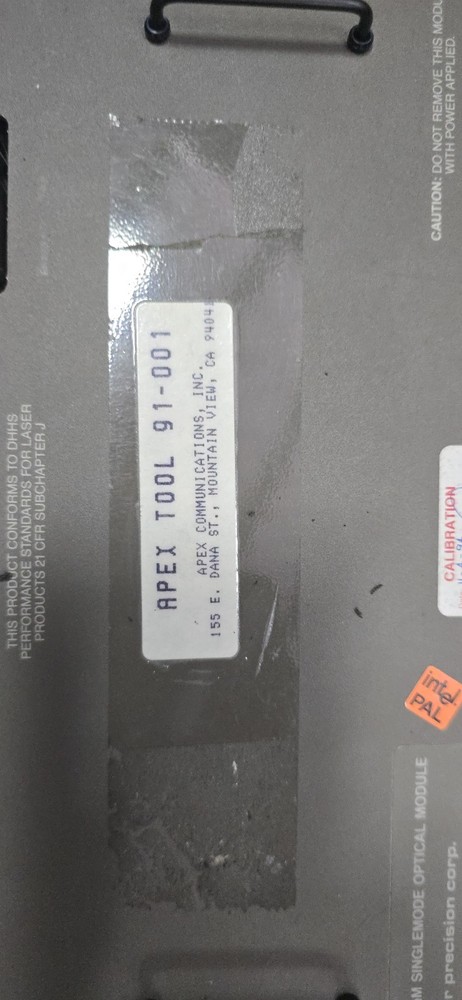 THIS PRODUCT CONFORMS TO DHHS
PERFORMANCE STANDARDS FOR LASER
PRODUCTS 21 CFR SUBCHAPTER J
APEX TOOL 91-001
APEX COMMUNICATIONS, INC.
155 E. DANA ST., MOUNTAIN VIEW, CA 94041
CAUTION: DO NOT REMOVE THIS MODU
WITH POWER APPLIED.
CALIBRATION
intel
PAL
M SINGLEMODE OPTICAL MODULE
r precision corp.